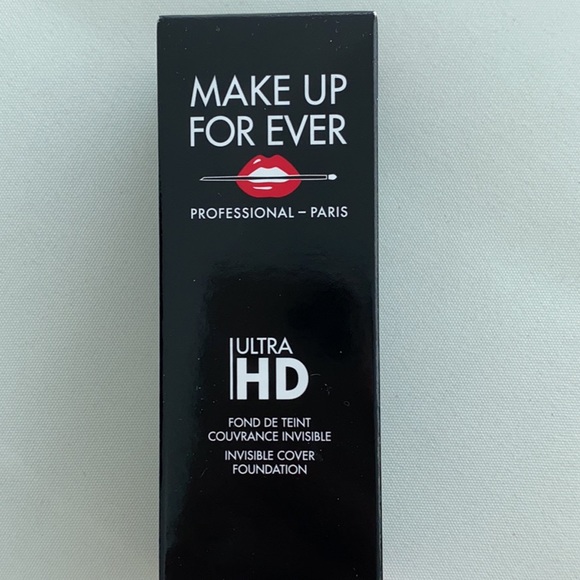 MAKE UP
FOR EVER
PROFESSIONAL – PARIS
ULTRA
HD
FOND DE TEINT
COUVRANCE INVISIBLE
INVISIBLE COVER
FOUNDATION